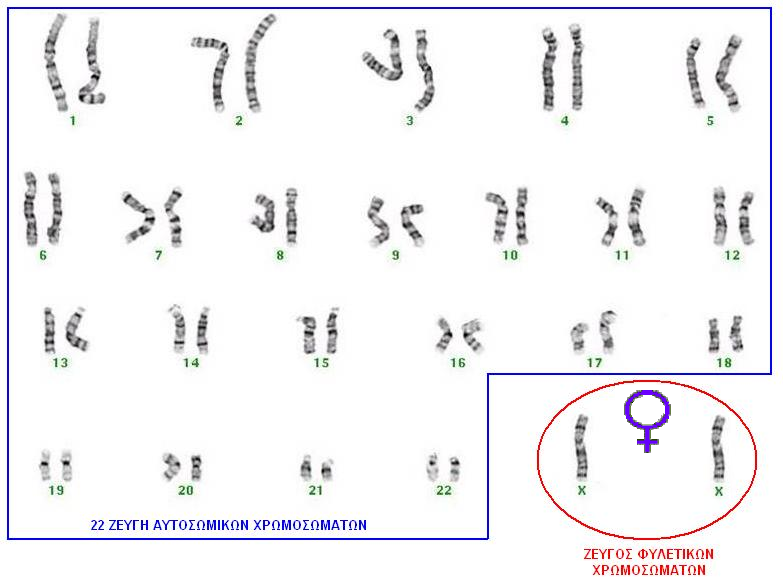 1 2 3 4 5
6 7 8 9 10 11 12
13 14 15 16 17 18
19 20 21 22
X X
22 ΖΕΥΓΗ ΑΥΤΟΣΩΜΙΚΩΝ ΧΡΩΜΟΣΩΜΑΤΩΝ
ΖΕΥΓΟΣ ΦΥΛΕΤΙΚΩΝ
ΧΡΩΜΟΣΩΜΑΤΩΝ